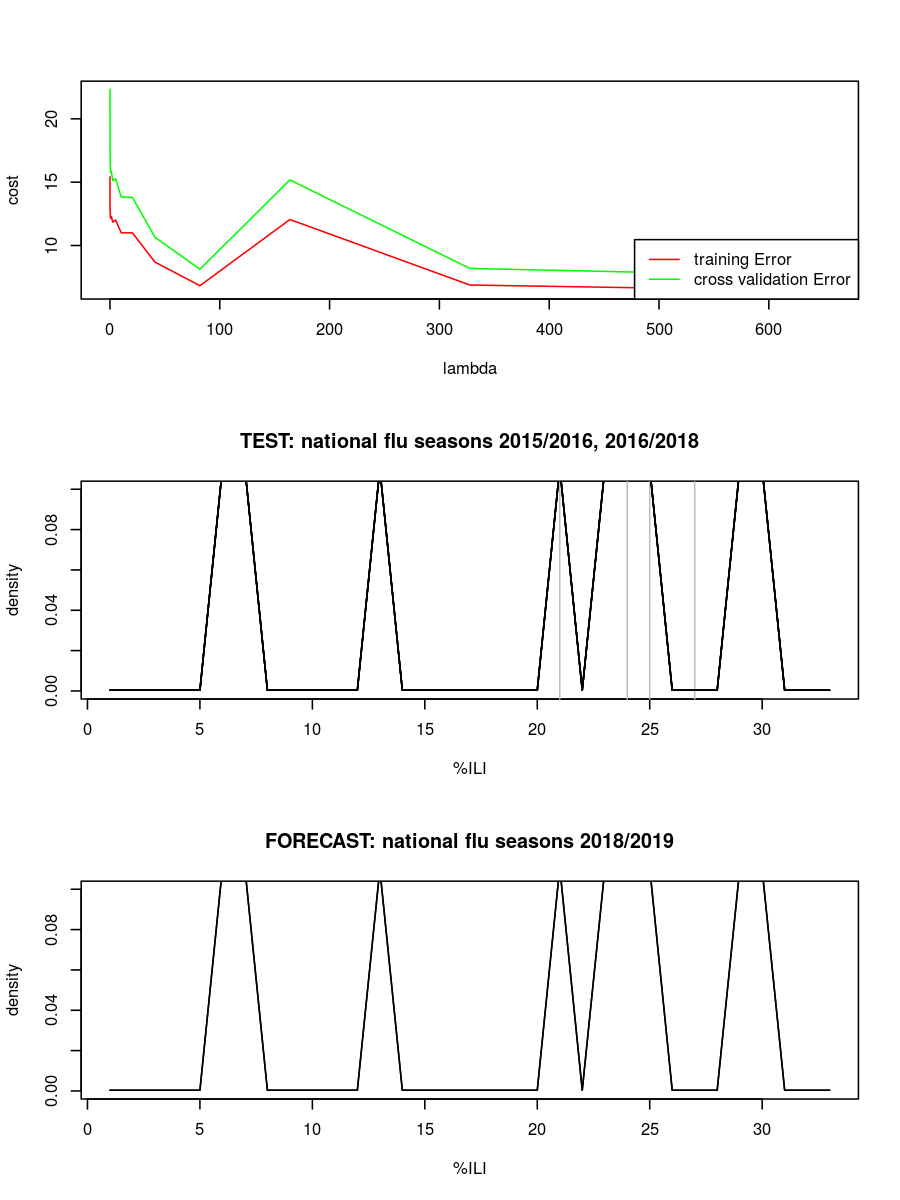 20
15
10
cost
training Error
cross validation Error
0 100 200 300 400 500 600
lambda
TEST: national flu seasons 2015/2016, 2016/2018
0.08
0.04
0.00
density
0 5 10 15 20 25 30
%ILI
FORECAST: national flu seasons 2018/2019
0.08
0.04
0.00
density
0 5 10 15 20 25 30
%ILI